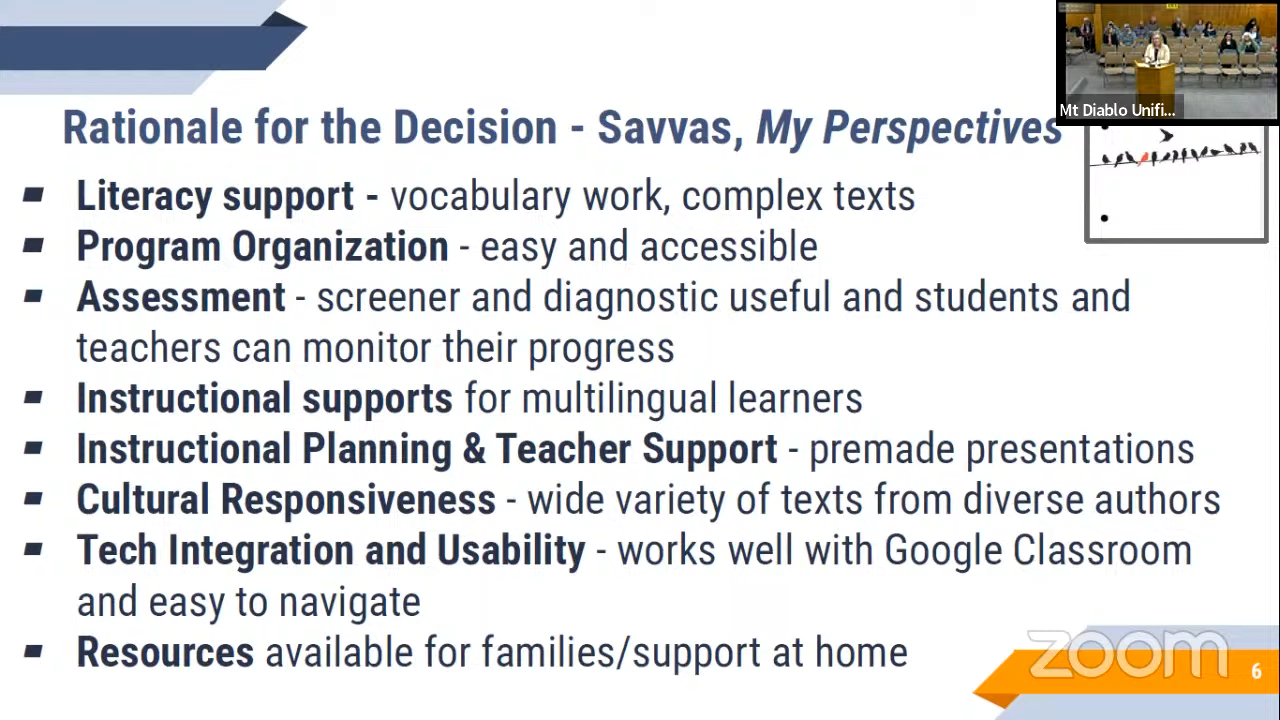 Mt Diablo Unifi...
Rationale for the Decision - Savvas, My Perspectives
Literacy support - vocabulary work, complex texts
Program Organization - easy and accessible
Assessment - screener and diagnostic useful and students and
teachers can monitor their progress
Instructional supports for multilingual learners
Instructional Planning & Teacher Support - premade presentations
Cultural Responsiveness - wide variety of texts from diverse authors
Tech Integration and Usability - works well with Google Classroom
and easy to navigate
Resources available for families/support at home
zoom
6